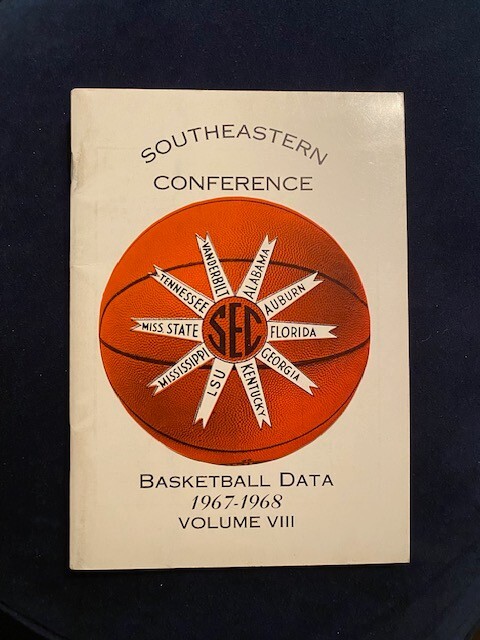 SOUTHEASTERN
CONFERENCE
VANDERBILT
ALABAMA
TENNESSEE
AUBURN
MISS. STATE
SEC
FLORIDA
MISSISSIPPI
GEORGIA
LSU
KENTUCKY
BASKETBALL DATA
1967-1968
VOLUME VIII